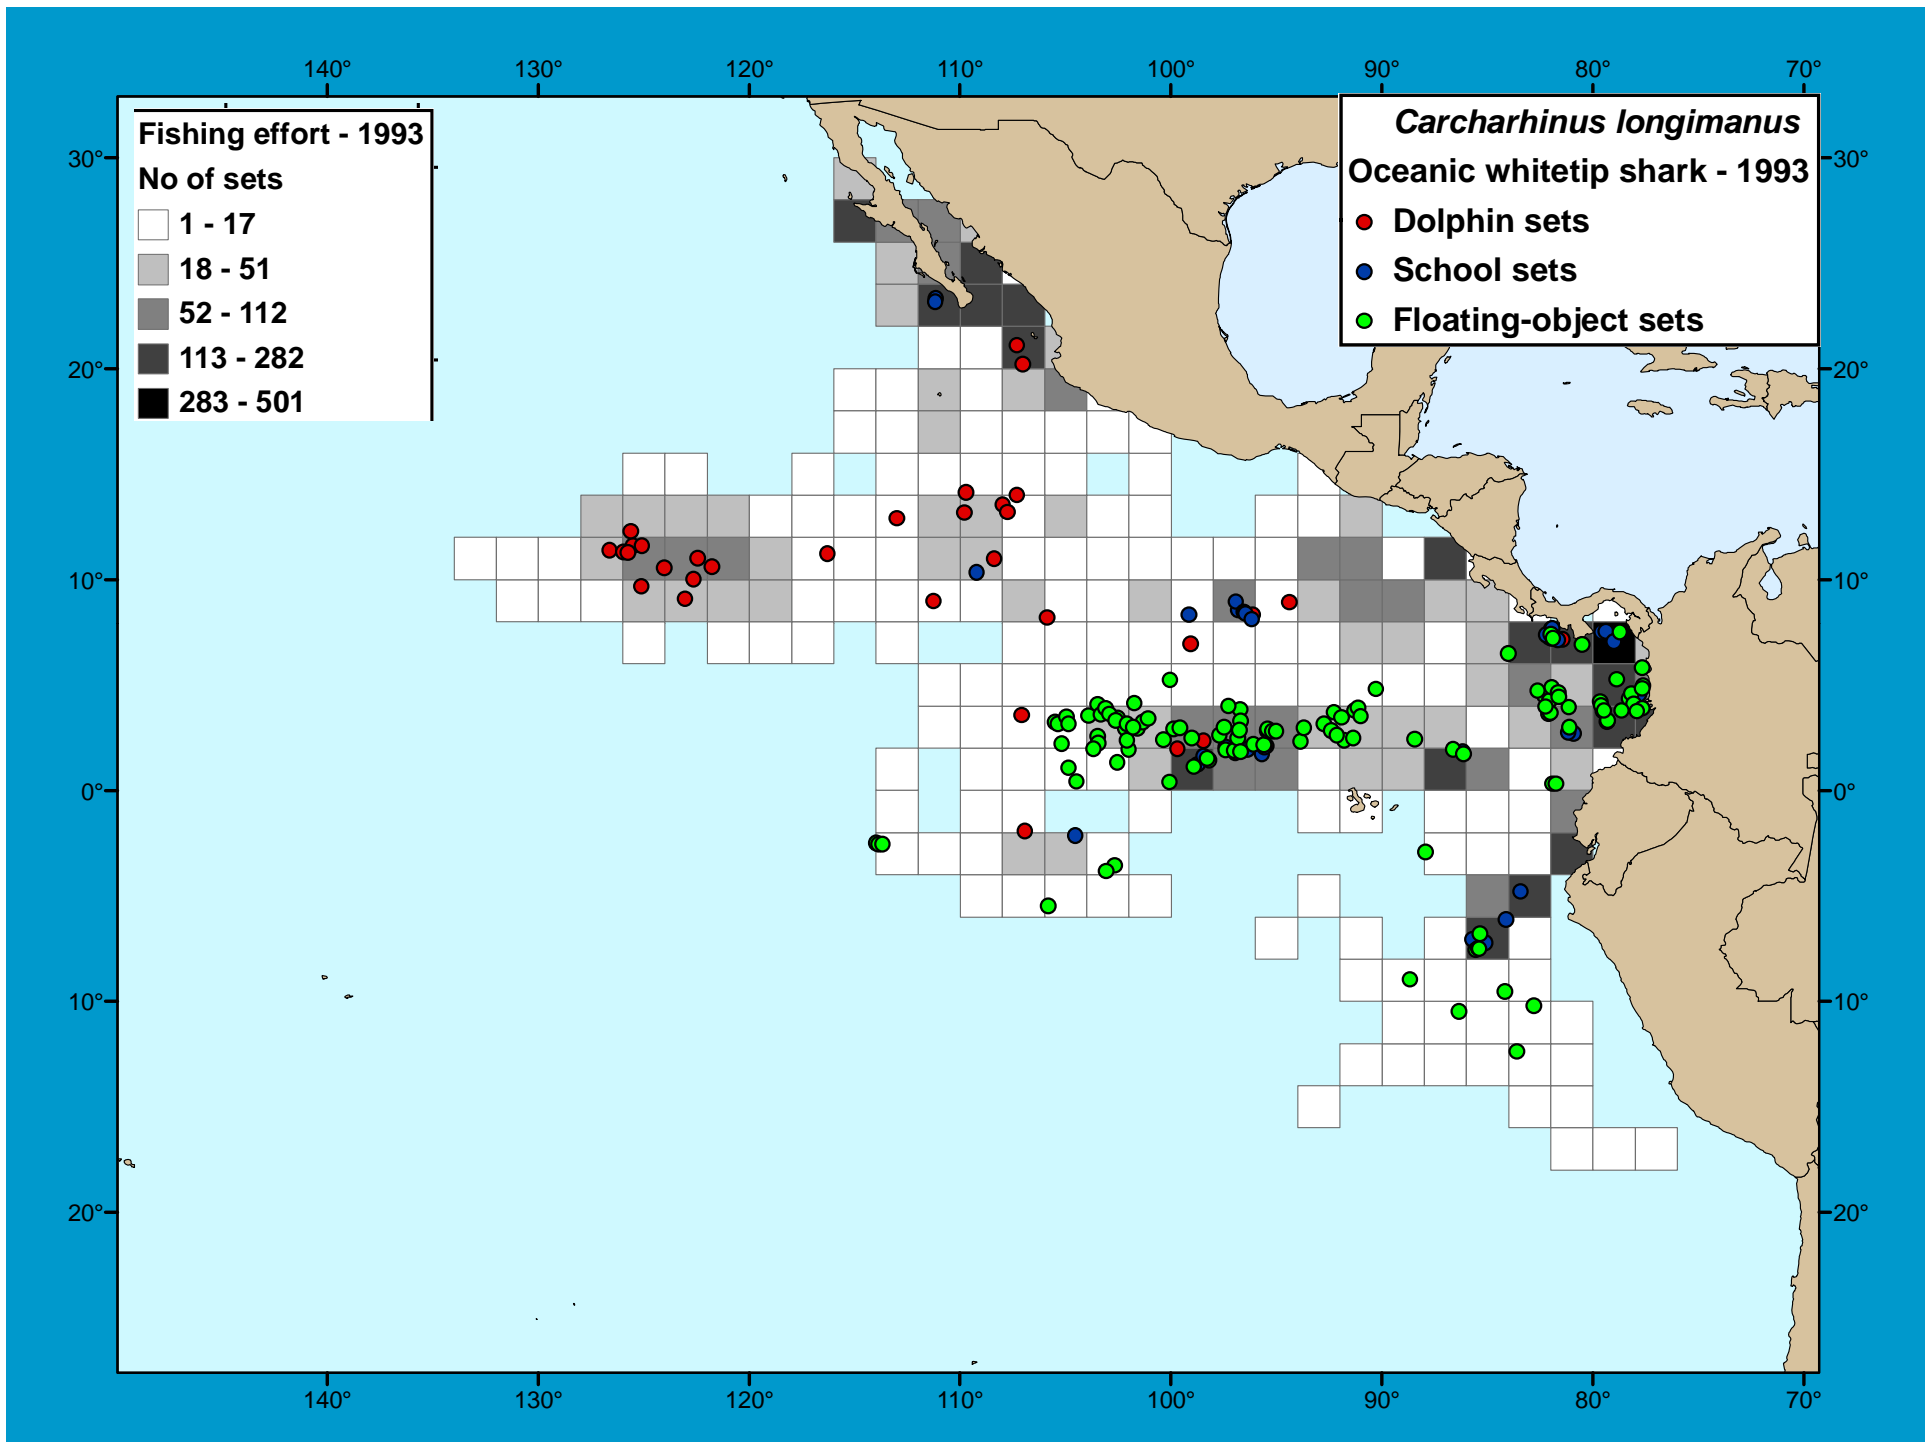 140° 130° 120° 110° 100° 90° 80° 70°
Fishing effort - 1993
No of sets
1 - 17
18 - 51
52 - 112
113 - 282
283 - 501
Carcharhinus longimanus
Oceanic whitetip shark - 1993
Dolphin sets
School sets
Floating-object sets
30° 30°
20° 20°
10° 10°
0° 0°
10° 10°
20° 20°
140° 130° 120° 110° 100° 90° 80° 70°